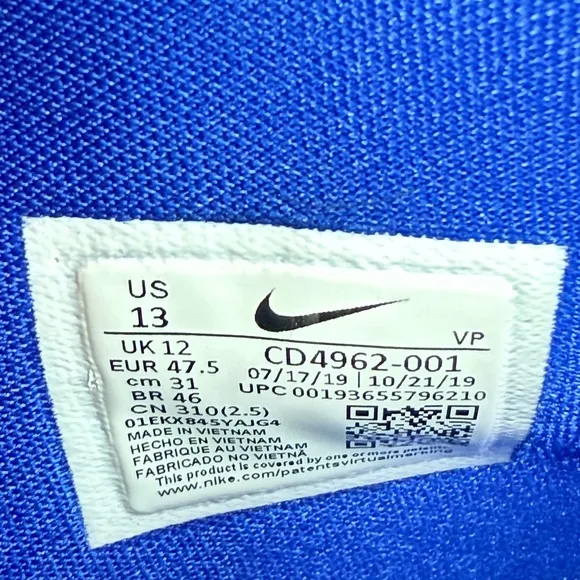 US
13
VP
UK 12
EUR 47.5
cm 31
BR 46
CN 310(2.5)
CD4962-001
07/17/19 | 10/21/19
UPC 00193655796210
01EKX845YAJG4
MADE IN VIETNAM
HECHO EN VIETNAM
FABRIQUE AU VIETNAM
FABRICADO NO VIETNÃ
This product is covered by one or more patents
www.nike.com/patentsvirtualmarking